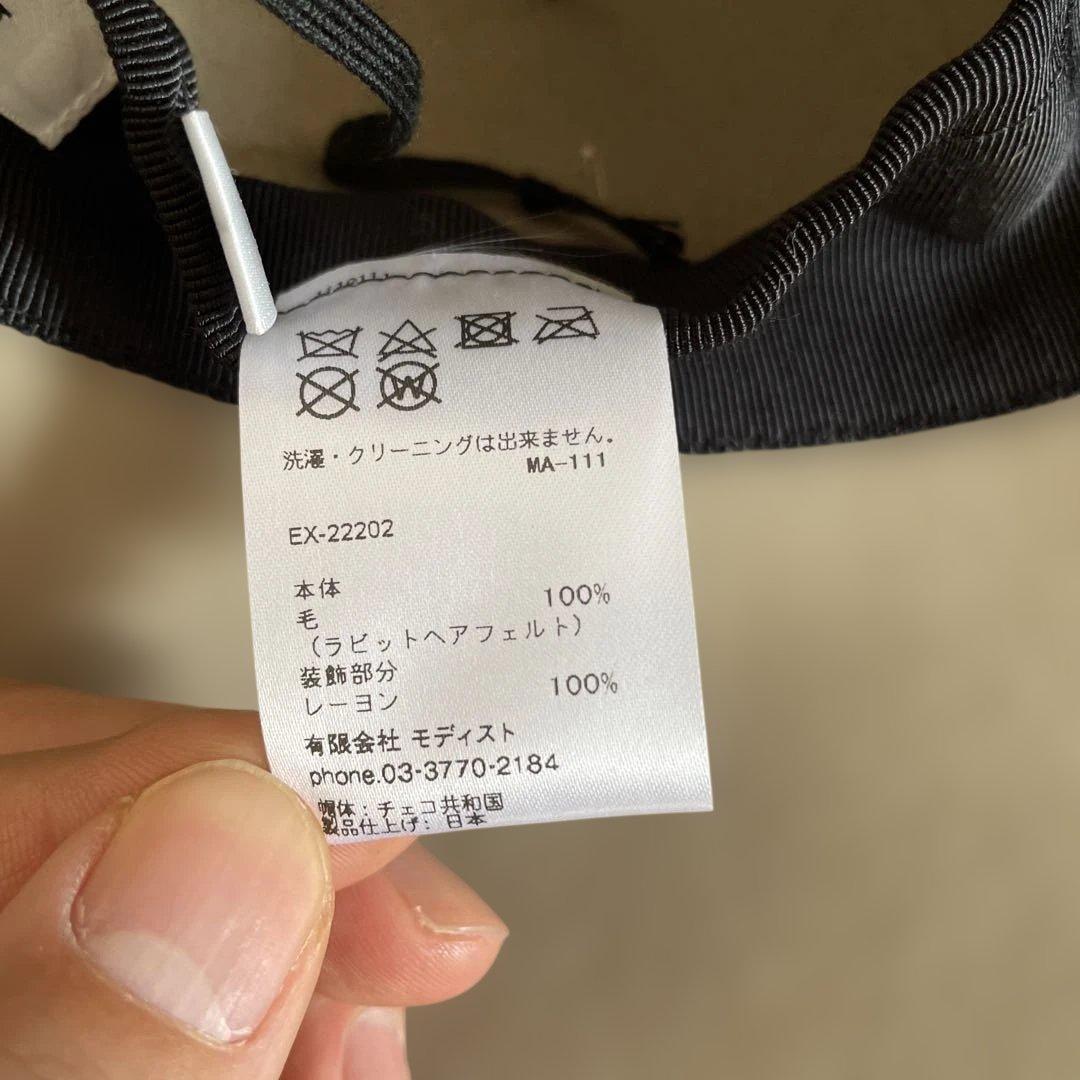 洗濯・クリーニングは出来ません。
MA-111
EX-22202
本体 100%
毛
（ラビットヘアフェルト）
装飾部分 100%
レーヨン
有限会社 モディスト
phone.03-3770-2184
帽体：チェコ共和国
製品仕上げ：日本